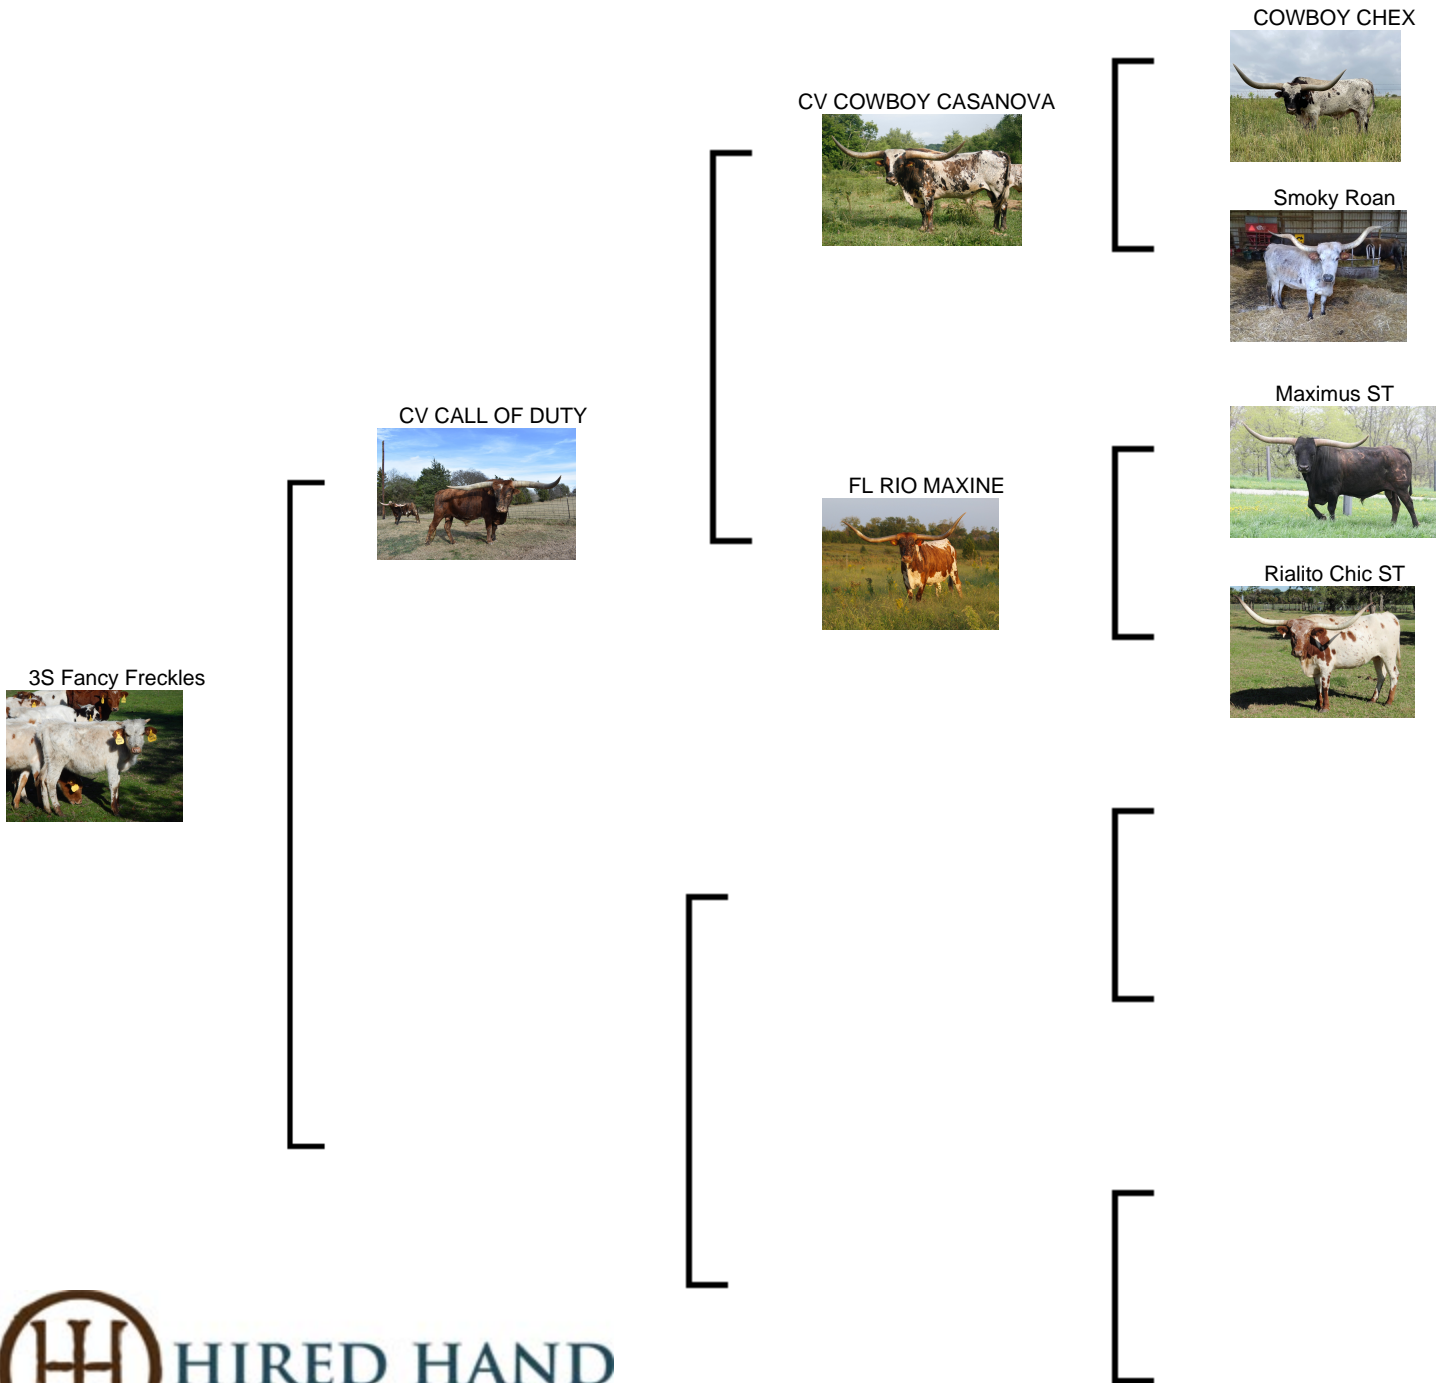 COWBOY CHEX
CV COWBOY CASANOVA
Smoky Roan
Maximus ST
CV CALL OF DUTY
FL RIO MAXINE
Rialito Chic ST
3S Fancy Freckles
HIRED HAND